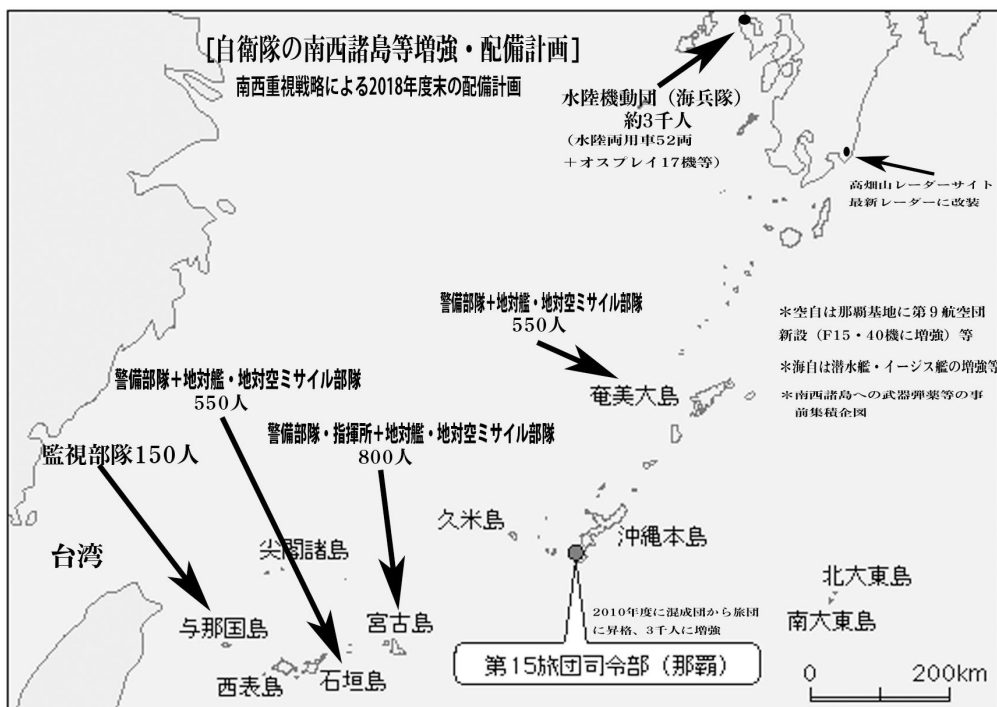 [自衛隊の南西諸島等増強・配備計画]
南西重視戦略による2018年度末の配備計画
水陸機動団（海兵隊）
約3千人
（水陸両用車52両
＋オスプレイ17機等）
高畑山レーダーサイト
最新レーダーに改装
警備部隊＋地対艦・地対空ミサイル部隊
550人
奄美大島
＊空自は那覇基地に第９航空団
新設（F15・40機に増強）等
＊海自は潜水艦・イージス艦の増強等
＊南西諸島への武器弾薬等の事
前集積企図
警備部隊＋地対艦・地対空ミサイル部隊
550人
警備部隊・指揮所＋地対艦・地対空ミサイル部隊
800人
監視部隊150人
久米島
沖縄本島
台湾
尖閣諸島
北大東島
南大東島
与那国島
宮古島
西表島
石垣島
2010年度に混成団から旅団
に昇格、3千人に増強
第15旅団司令部（那覇）
0 200km